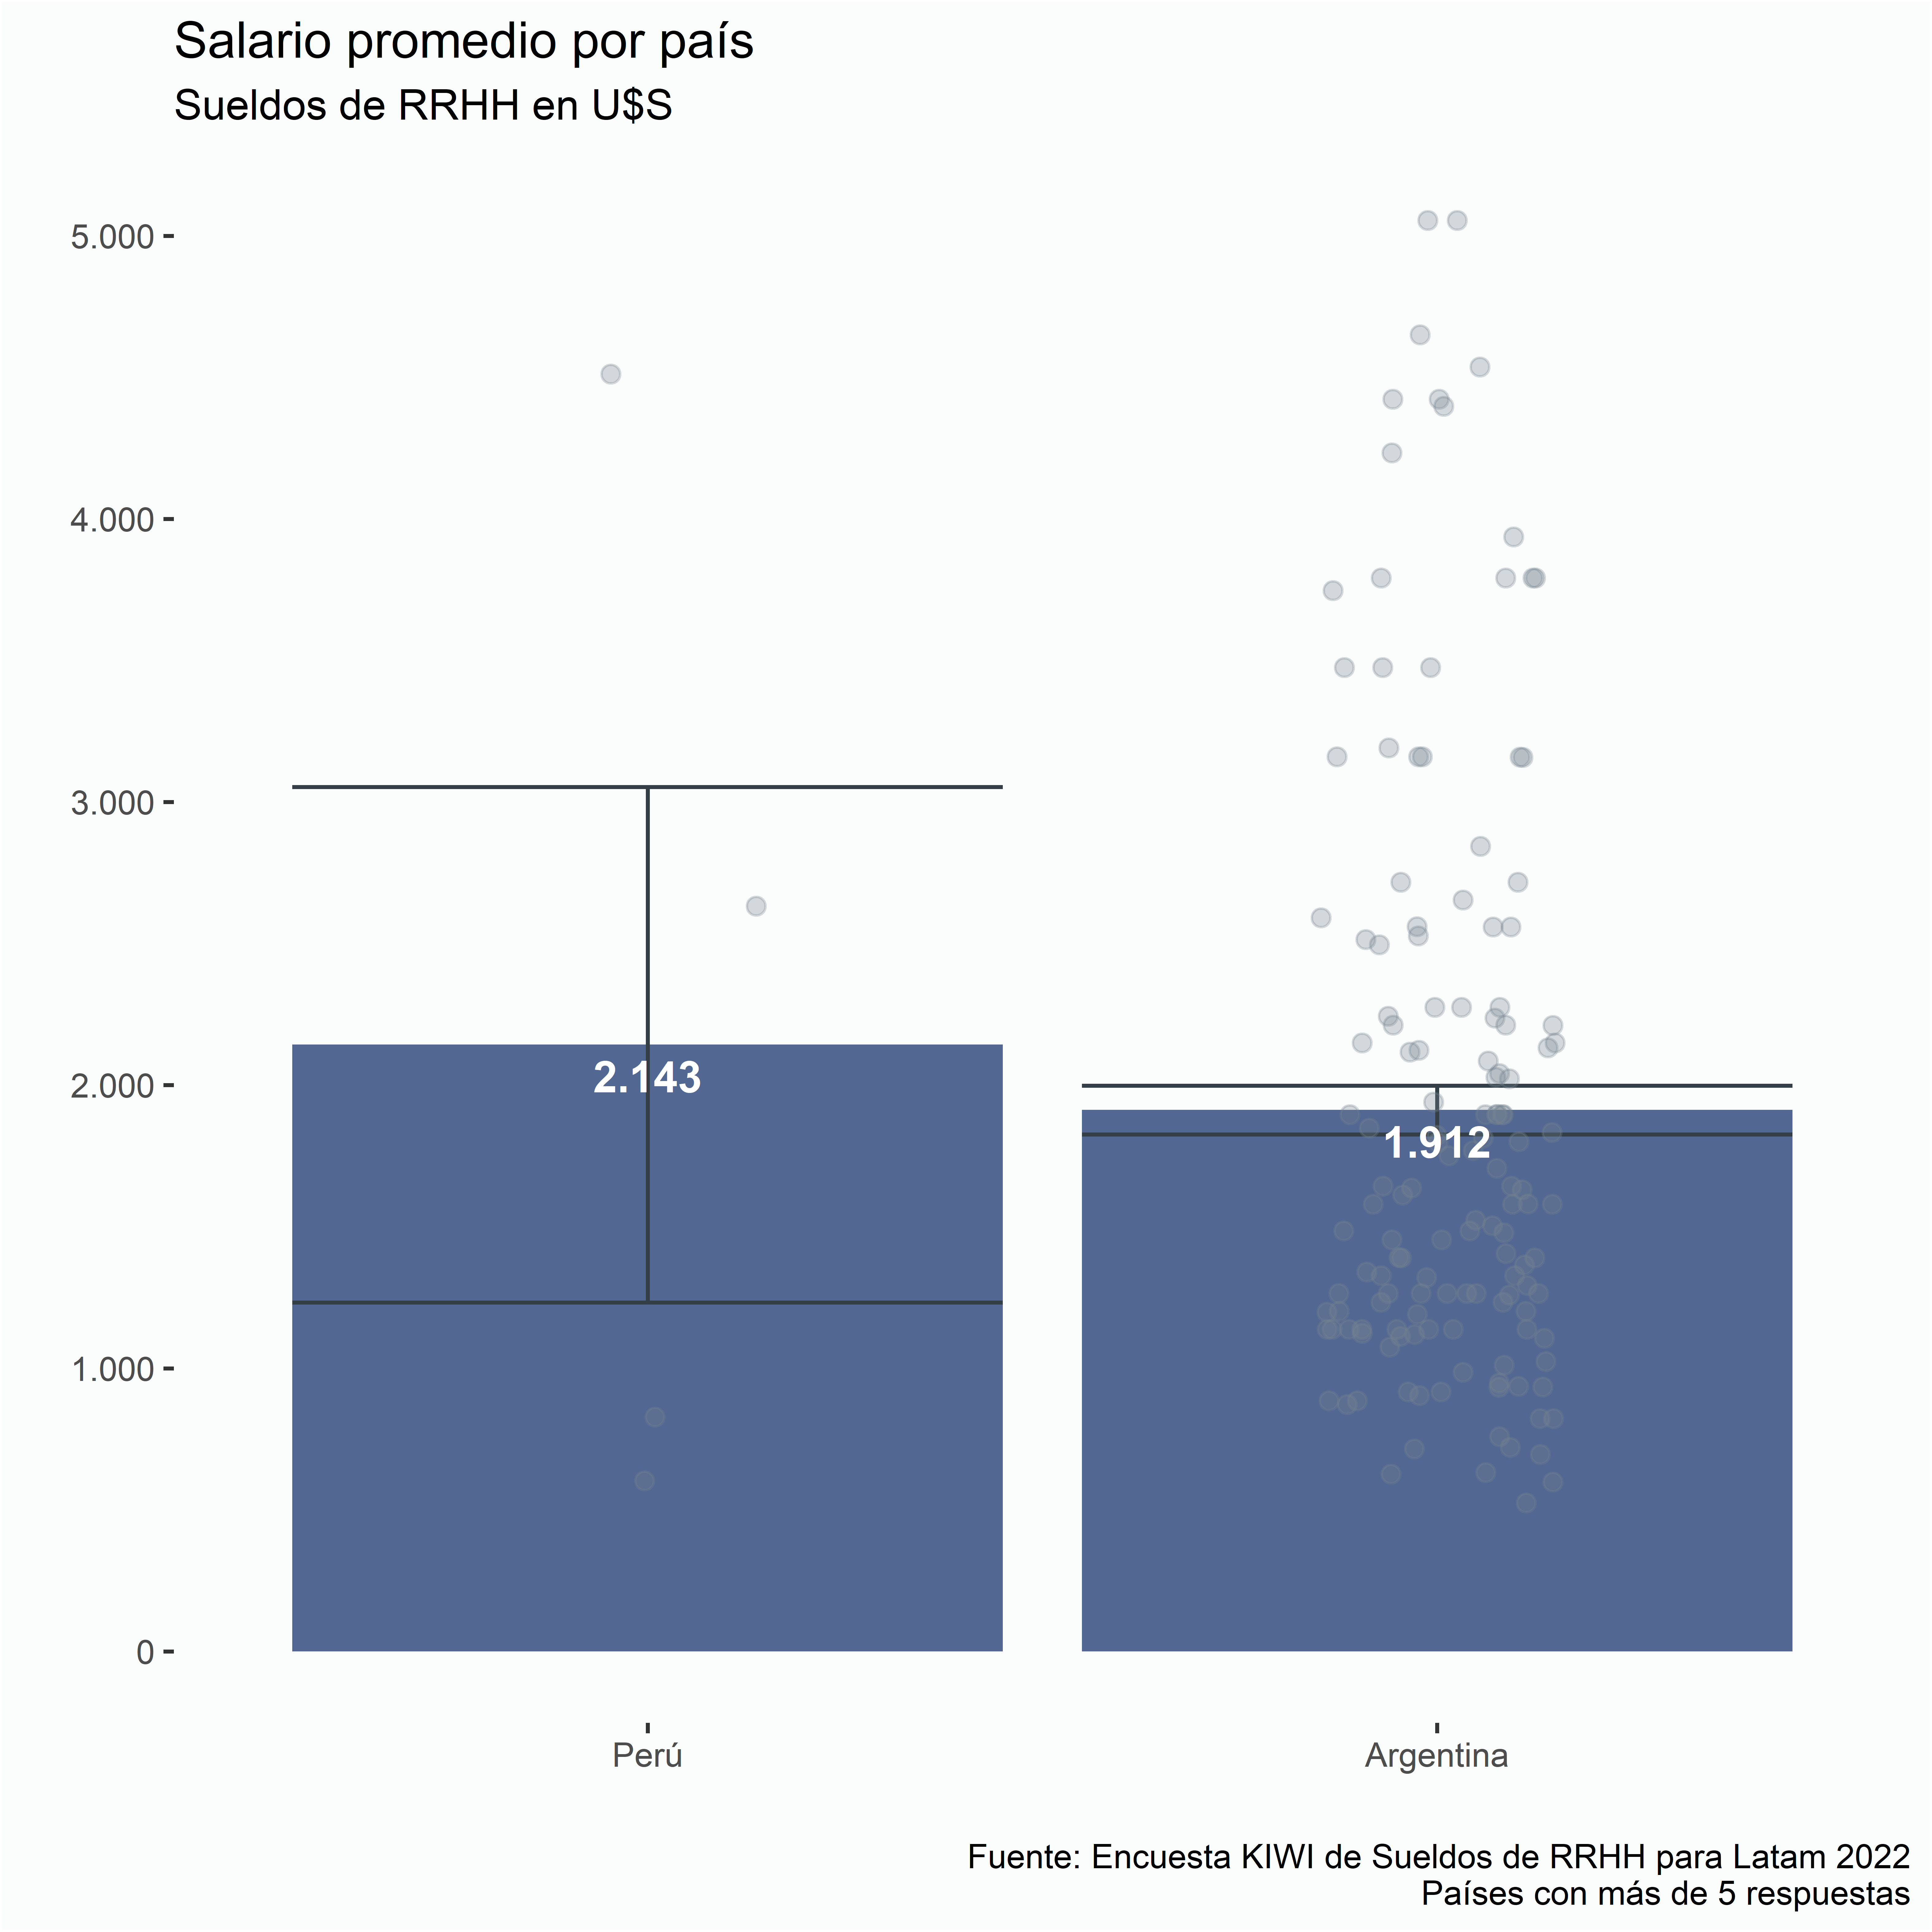 Salario promedio por país
Sueldos de RRHH en U$S
5.000
4.000
3.000
2.000
1.000
0
2.143
1.912
Perú
Argentina
Fuente: Encuesta KIWI de Sueldos de RRHH para Latam 2022
Países con más de 5 respuestas